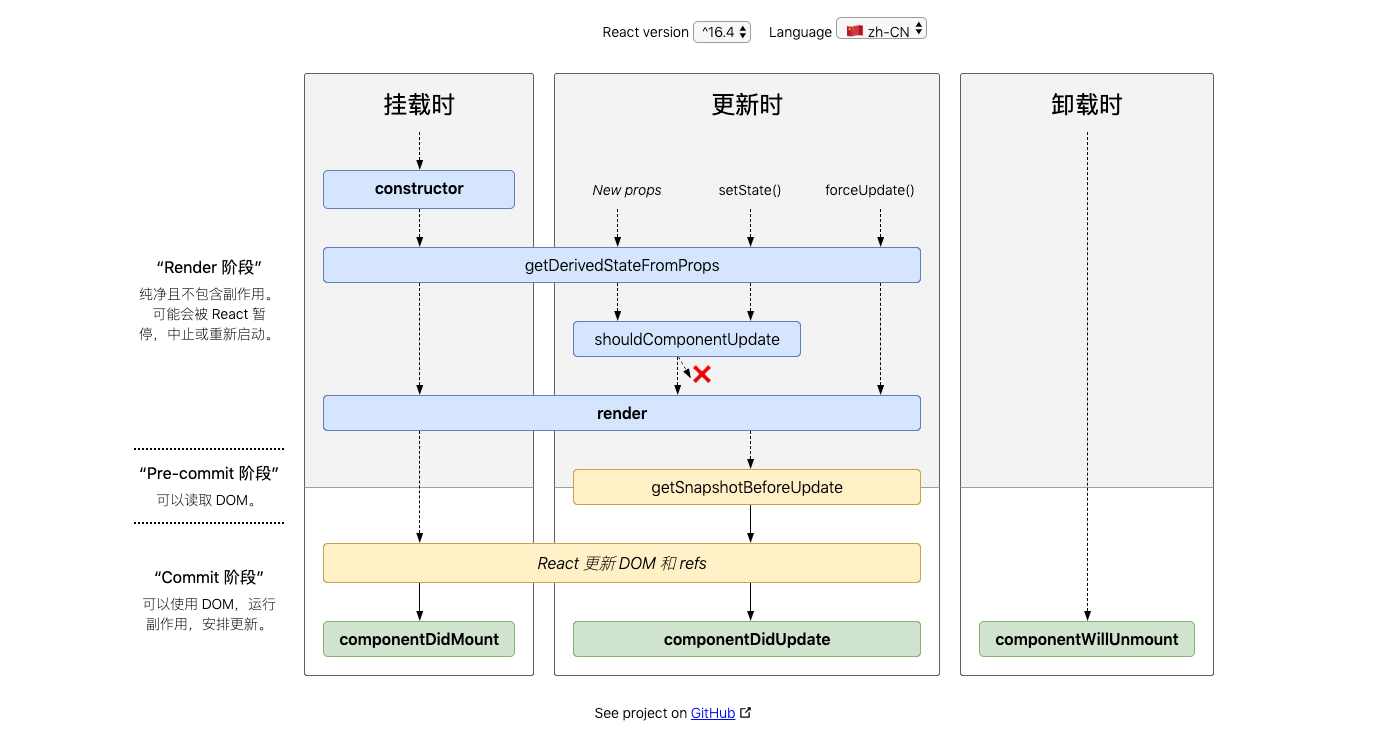 React version ^16.4 Language 🇨🇳 zh-CN
挂载时
更新时
卸载时
constructor
New props
setState()
forceUpdate()
“Render 阶段”
纯净且不包含副作用。
可能会被 React 暂
停，中止或重新启动。
getDerivedStateFromProps
shouldComponentUpdate
render
“Pre-commit 阶段”
可以读取 DOM。
getSnapshotBeforeUpdate
React 更新 DOM 和 refs
“Commit 阶段”
可以使用 DOM，运行
副作用，安排更新。
componentDidMount
componentDidUpdate
componentWillUnmount
See project on GitHub